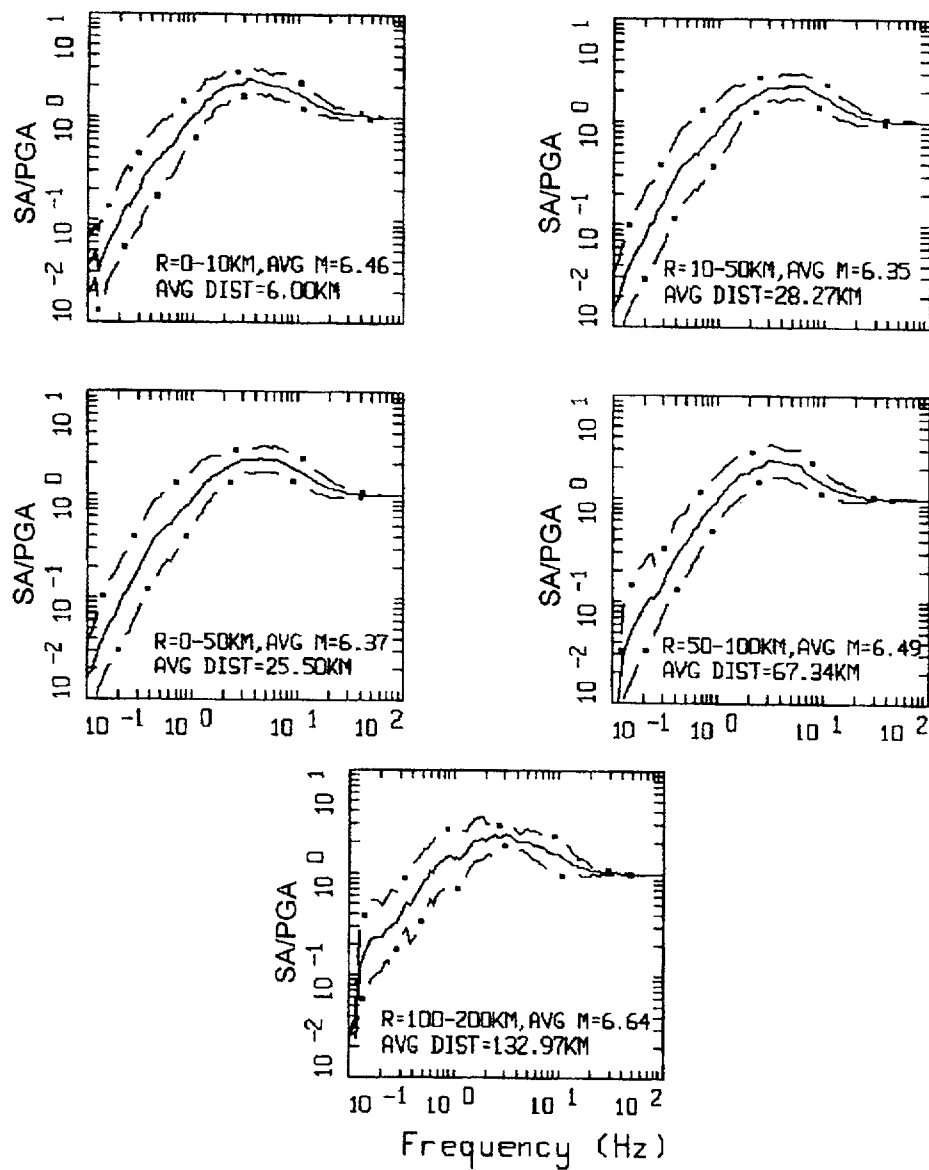 10 1
10 0
10 -1
10 -2
SA/PGA
R=0-10KM,AVG M=6.46
AVG DIST=6.00KM
10 1
10 0
10 -1
10 -2
SA/PGA
R=10-50KM,AVG M=6.35
AVG DIST=28.27KM
10 1
10 0
10 -1
10 -2
SA/PGA
R=0-50KM,AVG M=6.37
AVG DIST=25.50KM
10 -1 10 0 10 1 10 2
10 1
10 0
10 -1
10 -2
SA/PGA
R=50-100KM,AVG M=6.49
AVG DIST=67.34KM
10 -1 10 0 10 1 10 2
10 1
10 0
10 -1
10 -2
SA/PGA
R=100-200KM,AVG M=6.64
AVG DIST=132.97KM
10 -1 10 0 10 1 10 2
Frequency (Hz)